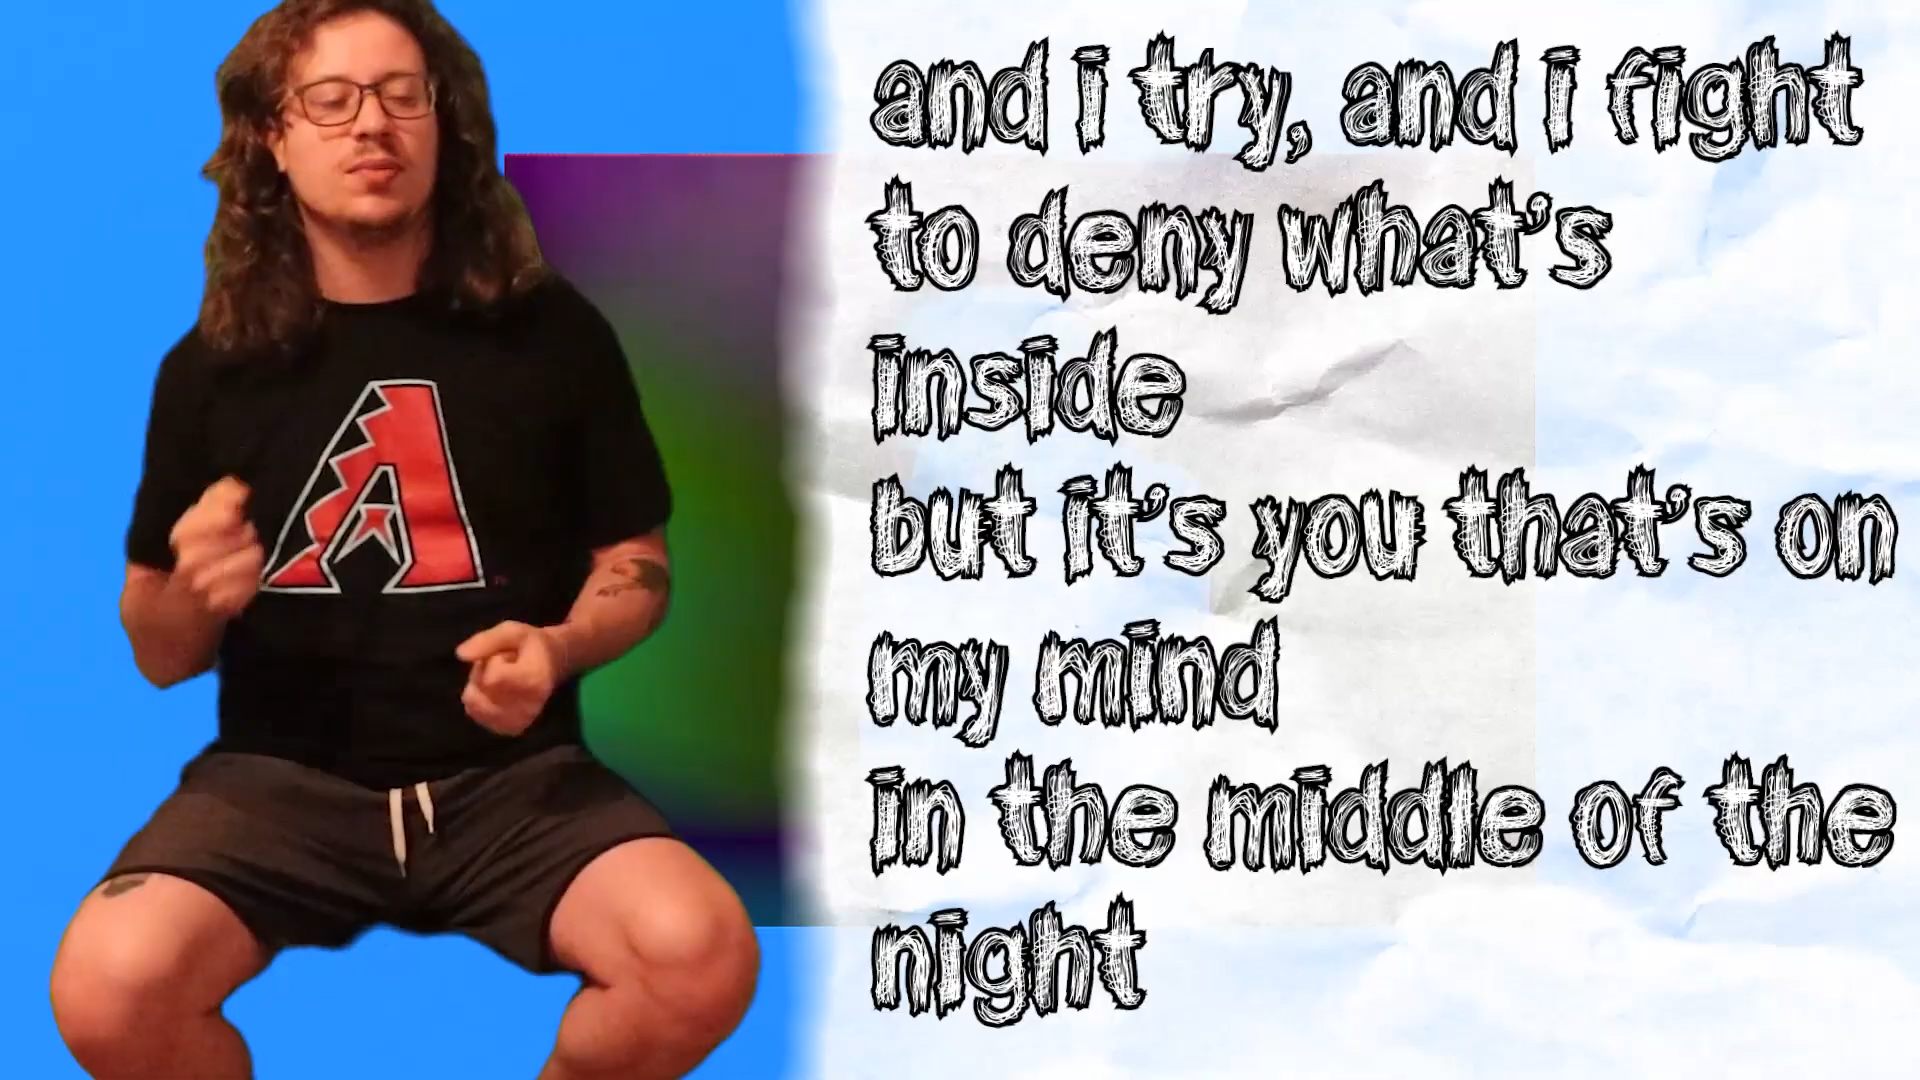 and i try, and i fight
to deny what's
inside
but it's you that's on
my mind
in the middle of the
night
A